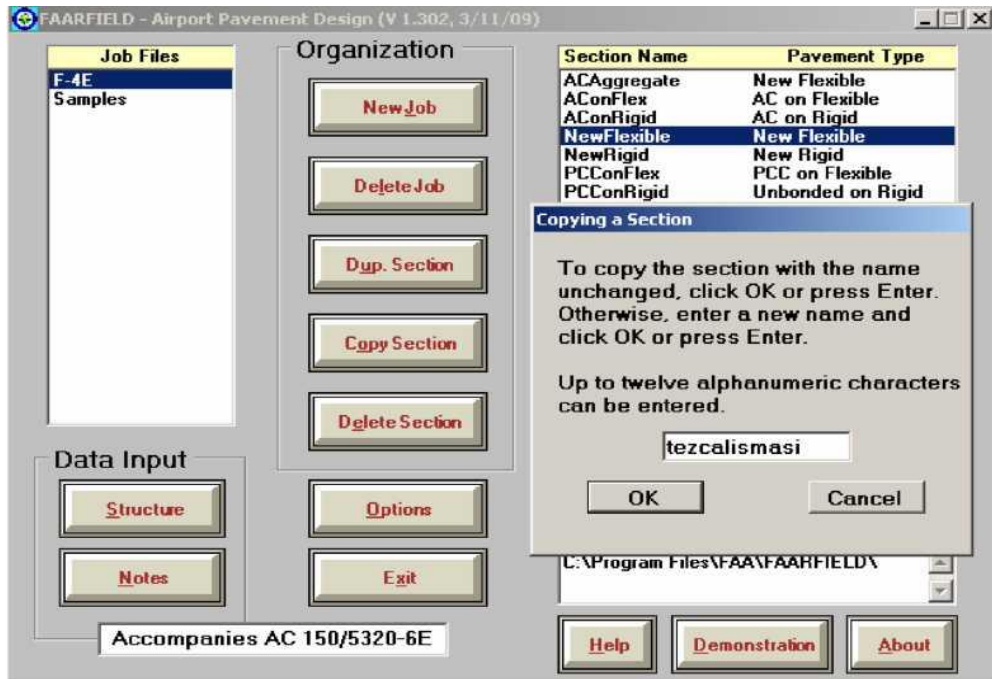 FAARFIELD - Airport Pavement Design (V 1.302, 3/11/09)
Job Files
F-4E
Samples
Organization
New Job
Delete Job
Dup. Section
Copy Section
Delete Section
Data Input
Structure
Notes
Options
Exit
Accompanies AC 150/5320-6E
Section Name Pavement Type
ACAggregate New Flexible
AConFlex AC on Flexible
AConRigid AC on Rigid
NewFlexible New Flexible
NewRigid New Rigid
PCConFlex PCC on Flexible
PCConRigid Unbonded on Rigid
Copying a Section
To copy the section with the name
unchanged, click OK or press Enter.
Otherwise, enter a new name and
click OK or press Enter.
Up to twelve alphanumeric characters
can be entered.
tezcalismasi
OK Cancel
C:\Program Files\FAA\FAARFIELD\
Help Demonstration About